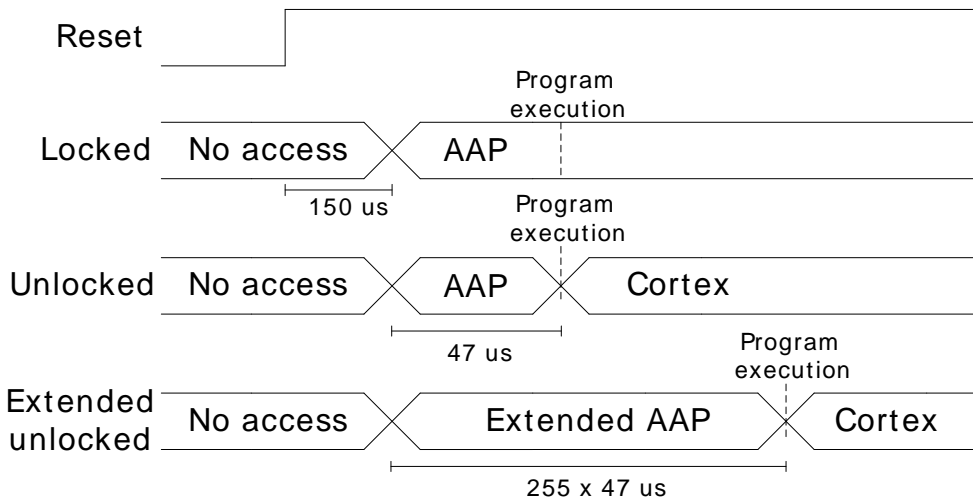 Reset
Program
execution
Locked
No access
AAP
150 us
Program
execution
Unlocked
No access
AAP
Cortex
47 us
Program
execution
Extended
unlocked
No access
Extended AAP
Cortex
255 x 47 us